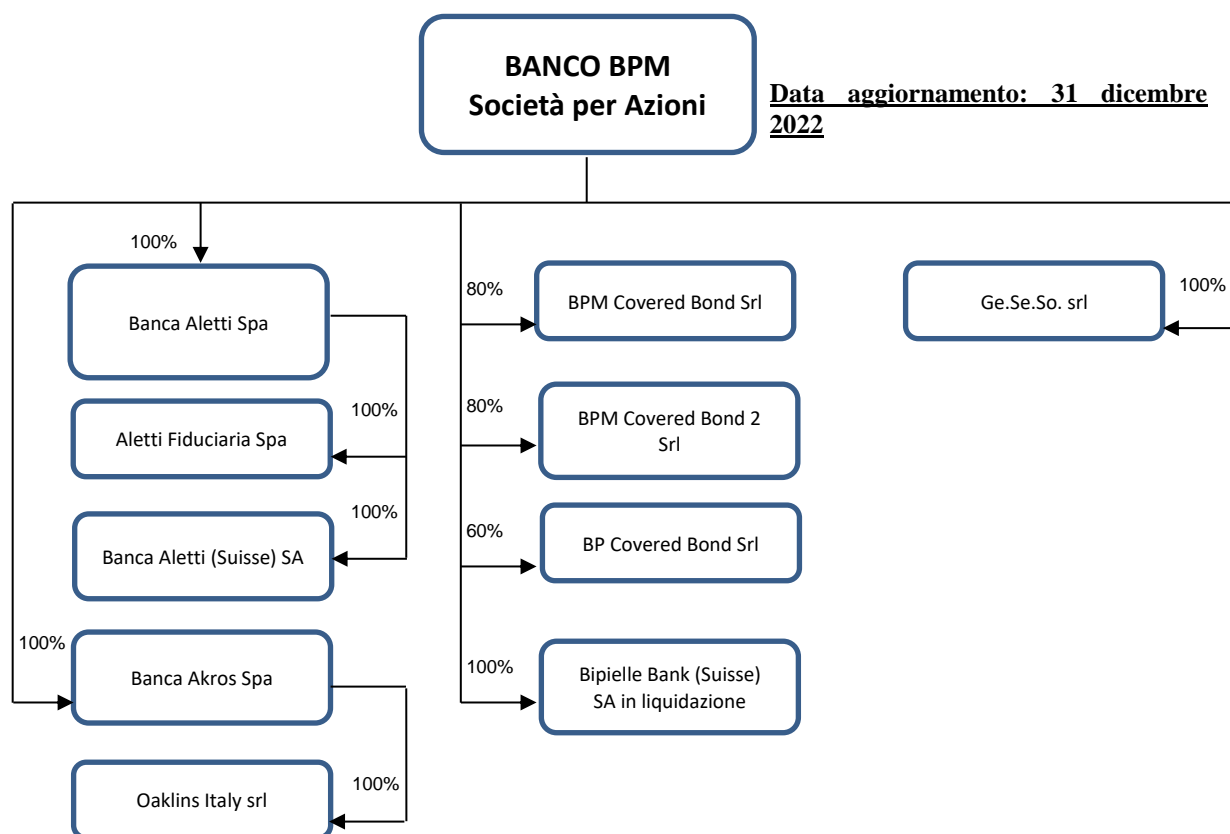 BANCO BPM
Società per Azioni
Data aggiornamento: 31 dicembre
2022
100%
Banca Aletti Spa
100%
Aletti Fiduciaria Spa
100%
Banca Aletti (Suisse) SA
100%
Banca Akros Spa
100%
Oaklins Italy srl
80%
BPM Covered Bond Srl
80%
BPM Covered Bond 2
Srl
60%
BP Covered Bond Srl
100%
Bipielle Bank (Suisse)
SA in liquidazione
Ge.Se.So. srl
100%